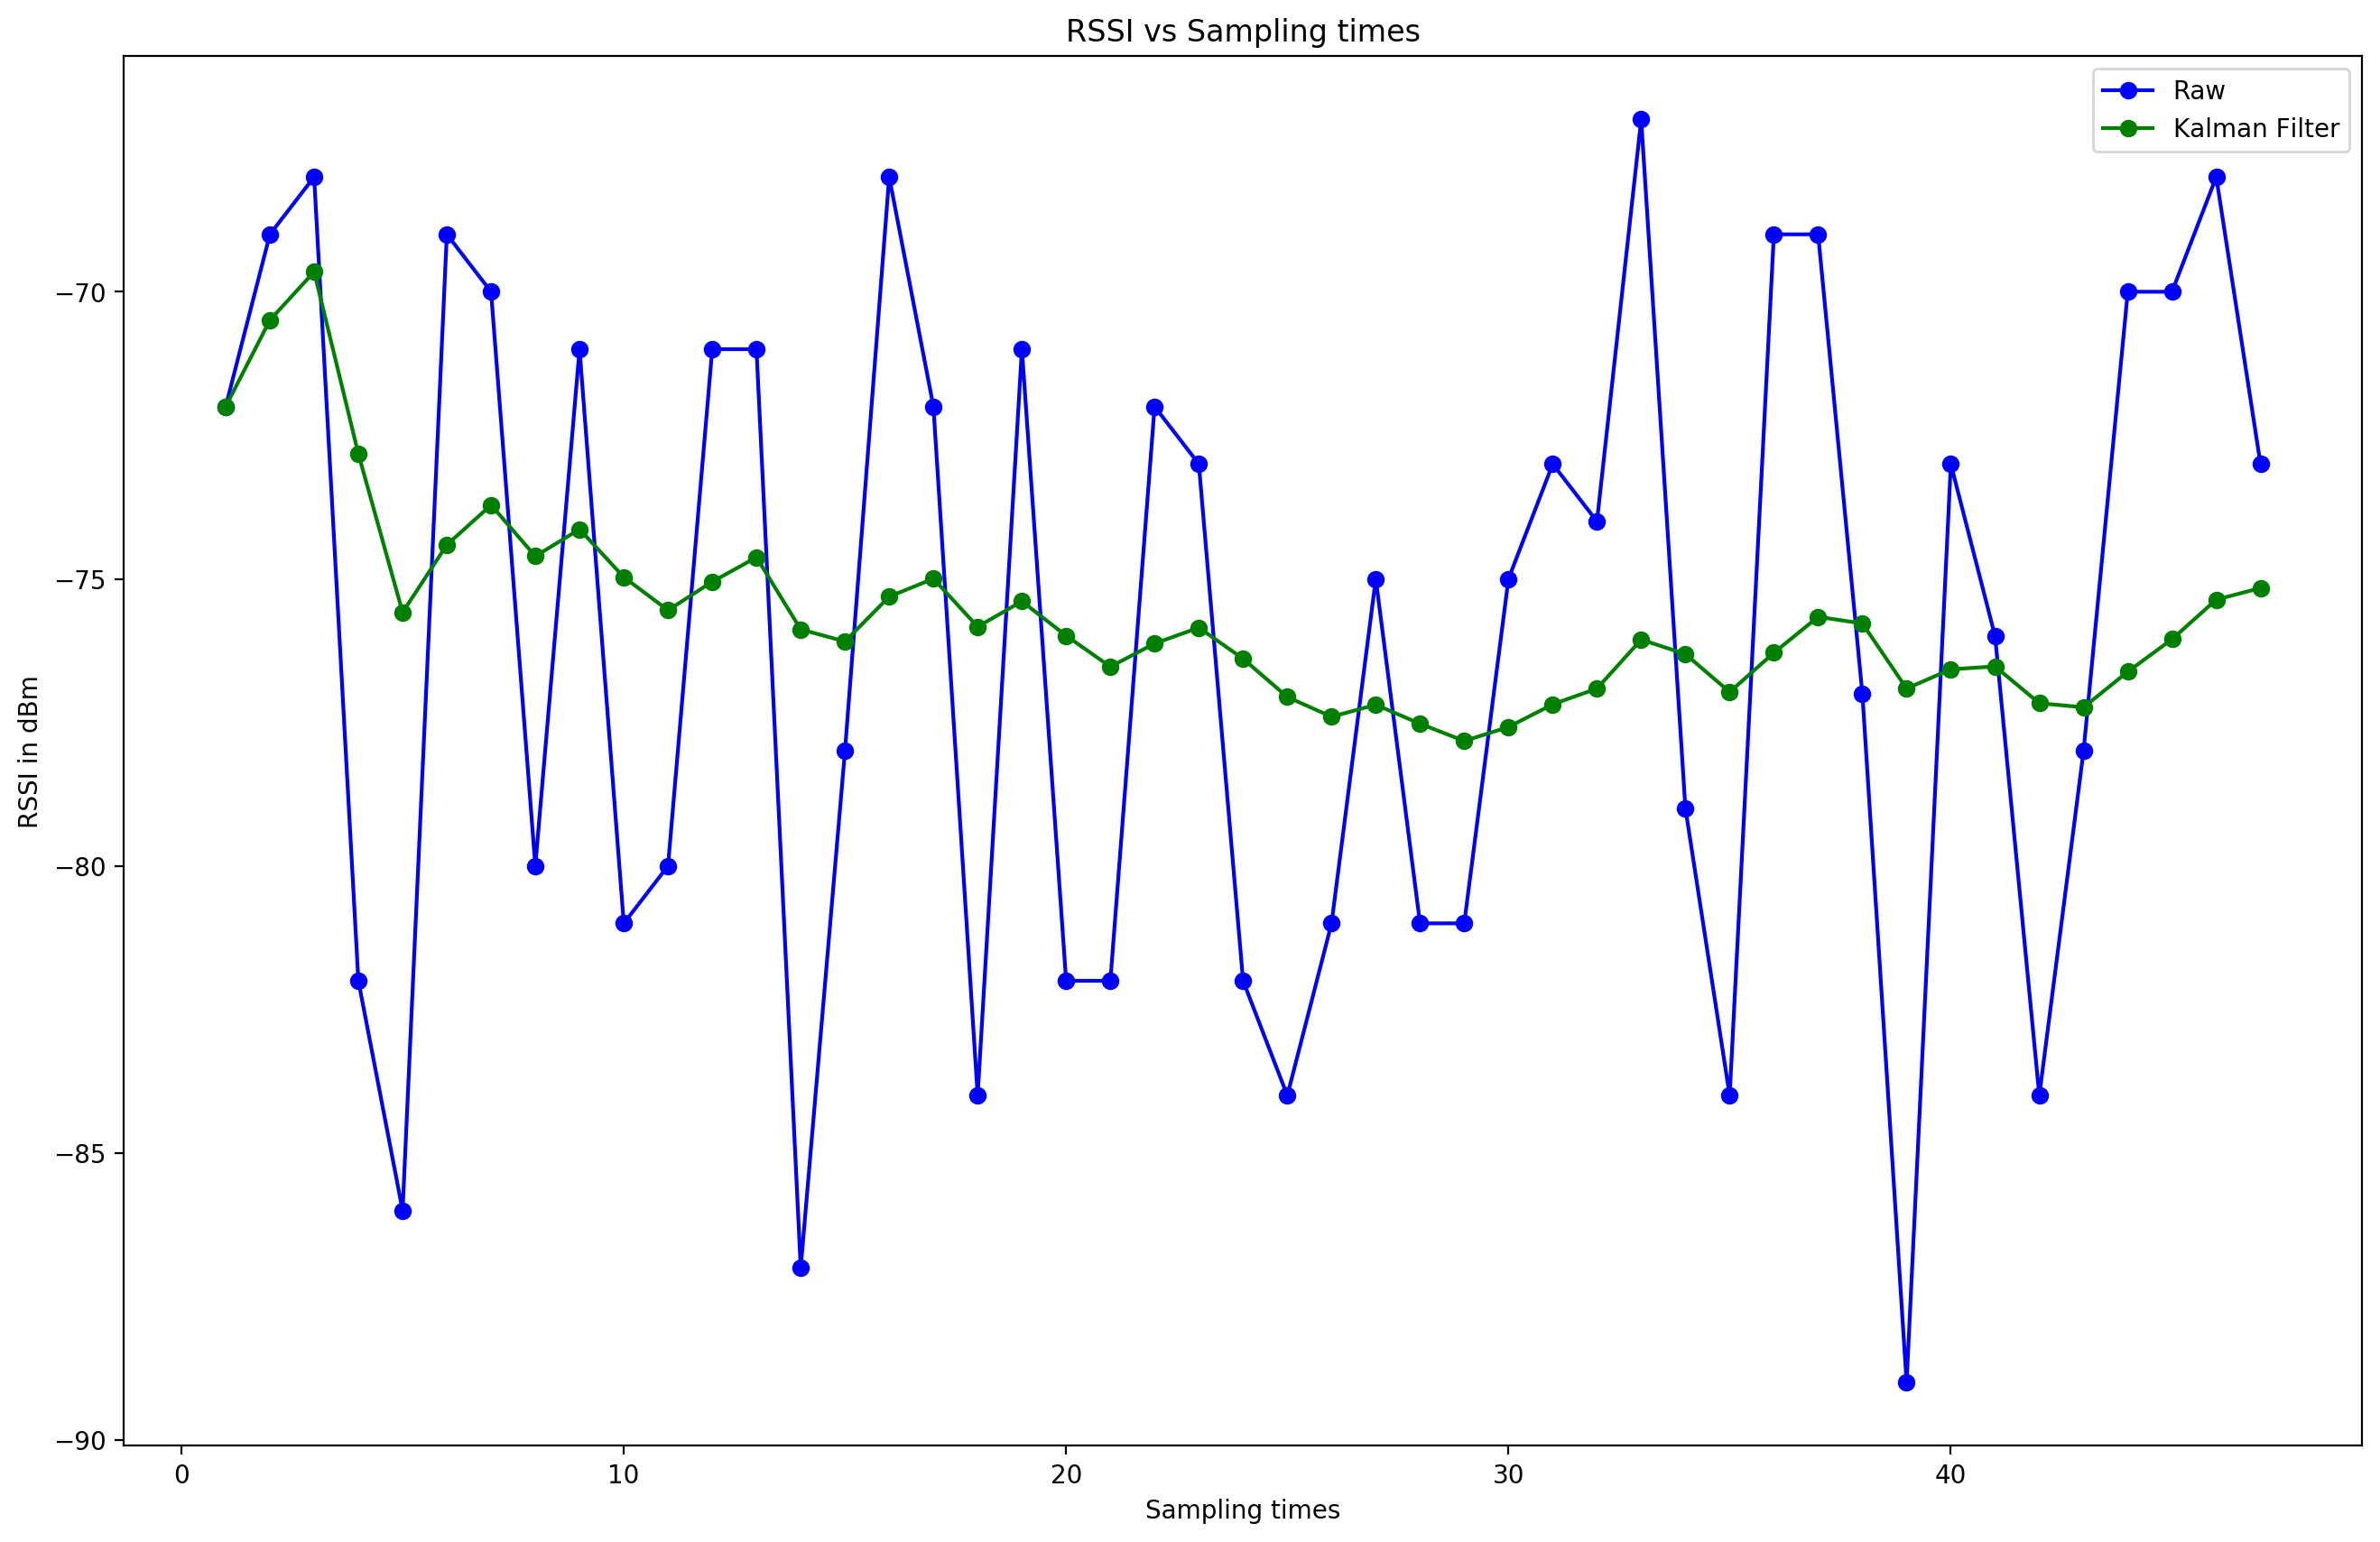 RSSI vs Sampling times
Raw
Kalman Filter
−70
−75
−80
−85
−90
RSSI in dBm
0 10 20 30 40
Sampling times